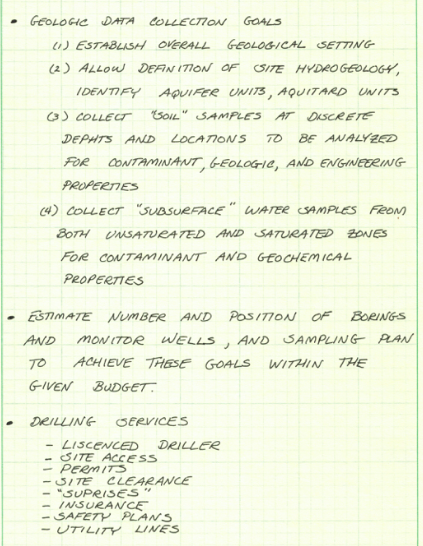 • GEOLOGIC DATA COLLECTION GOALS
(1) ESTABLISH OVERALL GEOLOGICAL SETTING
(2) ALLOW DEFINITION OF SITE HYDROGEOLOGY,
IDENTIFY AQUIFER UNITS, AQUITARD UNITS
(3) COLLECT "SOIL" SAMPLES AT DISCRETE
DEPHTS AND LOCATIONS TO BE ANALYZED
FOR CONTAMINANT, GEOLOGIC, AND ENGINEERING
PROPERTIES
(4) COLLECT "SUBSURFACE" WATER SAMPLES FROM
BOTH UNSATURATED AND SATURATED ZONES
FOR CONTAMINANT AND GEOCHEMICAL
PROPERTIES
• ESTIMATE NUMBER AND POSITION OF BORINGS
AND MONITOR WELLS, AND SAMPLING PLAN
TO ACHIEVE THESE GOALS WITHIN THE
GIVEN BUDGET.
• DRILLING SERVICES
- LISCENCED DRILLER
- SITE ACCESS
- PERMITS
- SITE CLEARANCE
- "SUPRISES"
- INSURANCE
- SAFETY PLANS
- UTILITY LINES